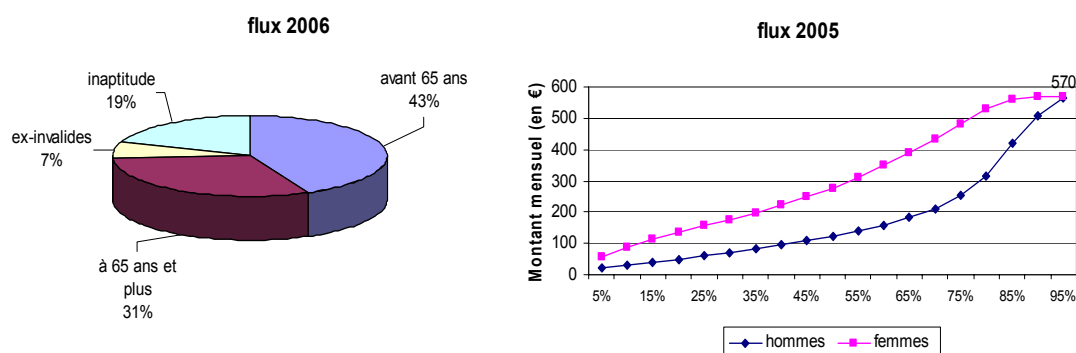 flux 2006
inaptitude
19%
avant 65 ans
43%
ex-invalides
7%
à 65 ans et
plus
31%
flux 2005
Montant mensuel (en €)
600
500
400
300
200
100
0
570
5% 15% 25% 35% 45% 55% 65% 75% 85% 95%
hommes femmes